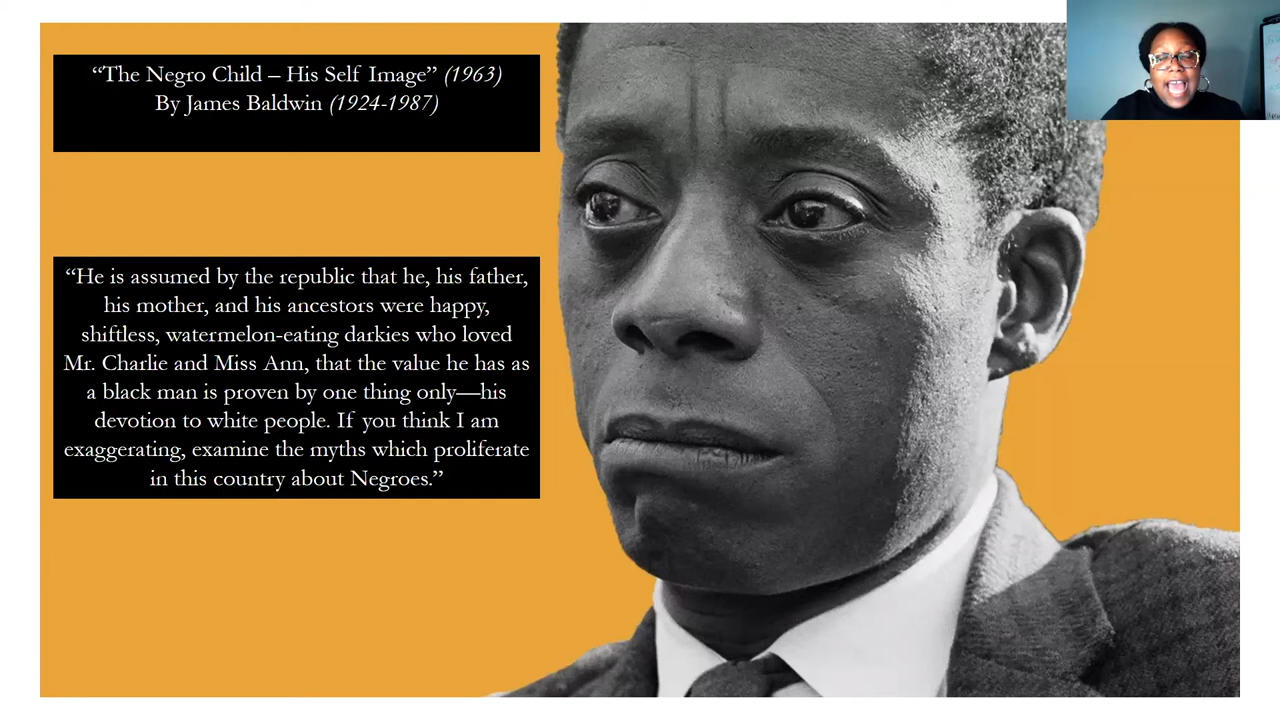 “The Negro Child – His Self Image” (1963)
By James Baldwin (1924-1987)
“He is assumed by the republic that he, his father,
his mother, and his ancestors were happy,
shiftless, watermelon-eating darkies who loved
Mr. Charlie and Miss Ann, that the value he has as
a black man is proven by one thing only—his
devotion to white people. If you think I am
exaggerating, examine the myths which proliferate
in this country about Negroes.”